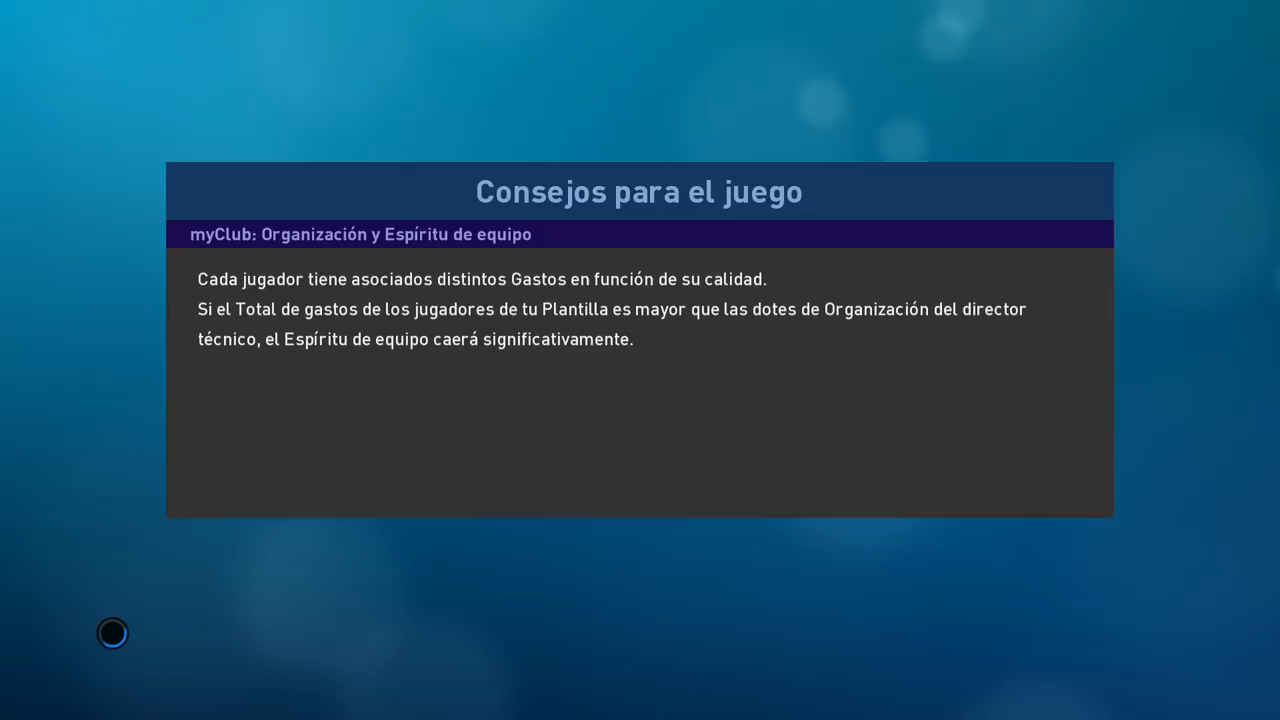 Consejos para el juego
myClub: Organización y Espíritu de equipo
Cada jugador tiene asociados distintos Gastos en función de su calidad.
Si el Total de gastos de los jugadores de tu Plantilla es mayor que las dotes de Organización del director
técnico, el Espíritu de equipo caerá significativamente.